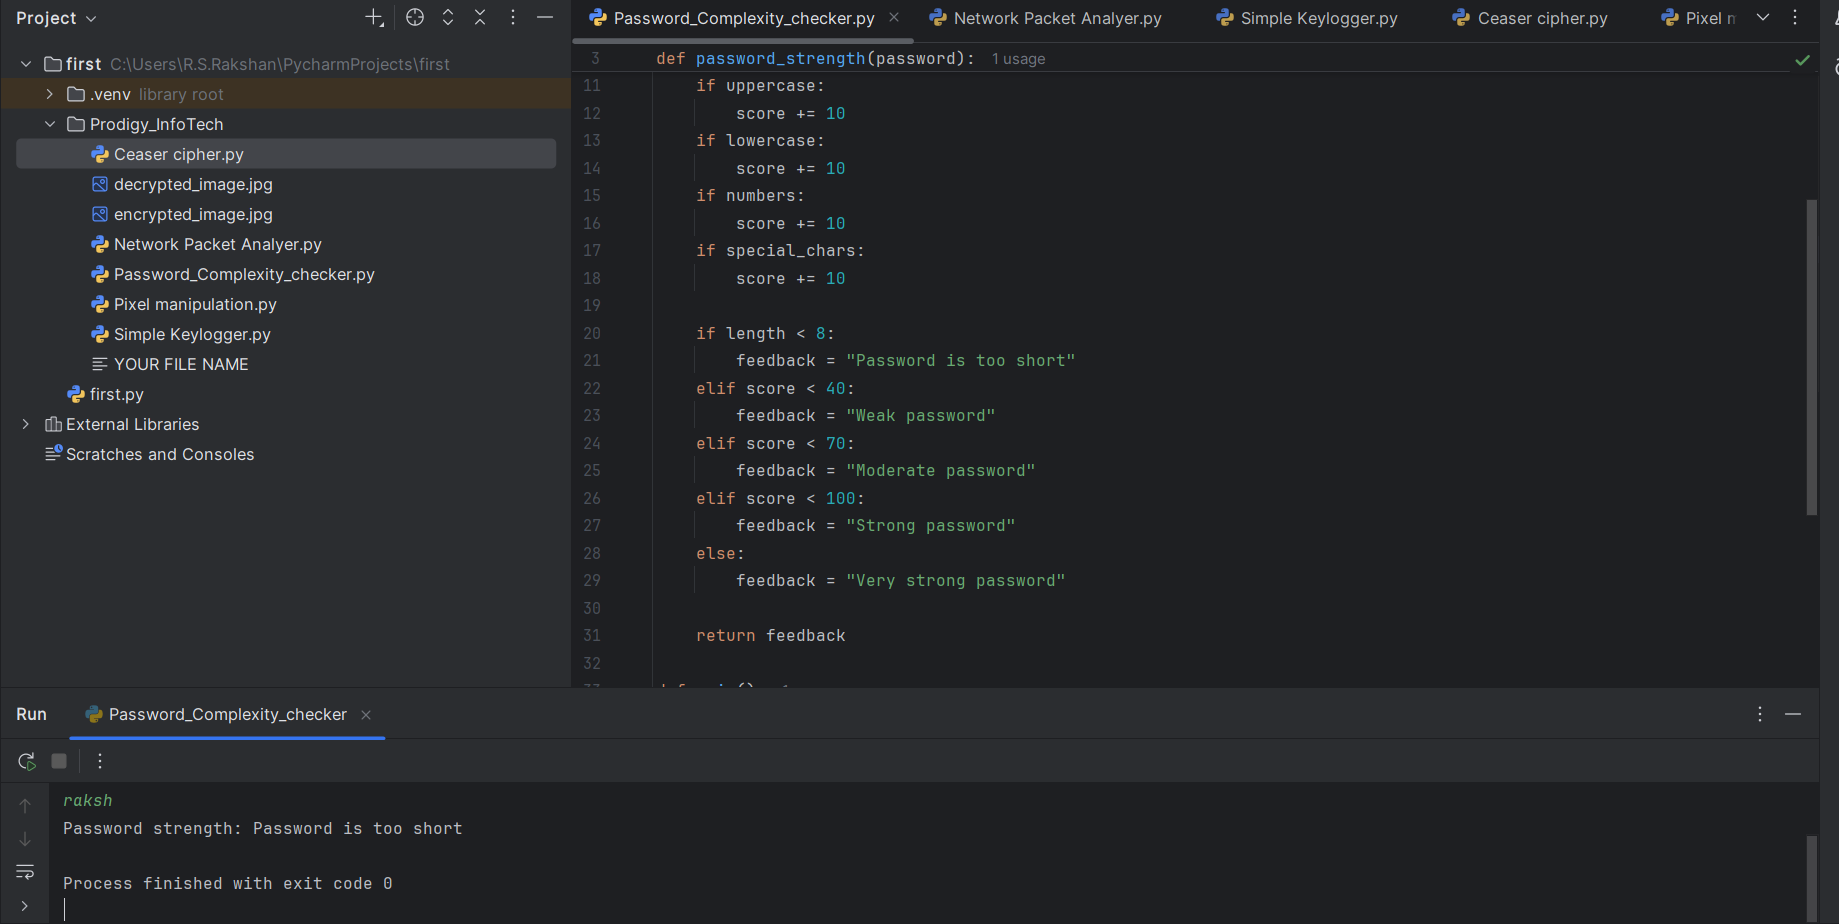 Project
first C:\Users\R.S.Rakshan\PycharmProjects\first
.venv library root
Prodigy_InfoTech
Ceaser cipher.py
decrypted_image.jpg
encrypted_image.jpg
Network Packet Analyer.py
Password_Complexity_checker.py
Pixel manipulation.py
Simple Keylogger.py
YOUR FILE NAME
first.py
External Libraries
Scratches and Consoles
Password_Complexity_checker.py Network Packet Analyer.py Simple Keylogger.py Ceaser cipher.py Pixel
3 def password_strength(password): 1 usage
11 if uppercase:
12 score += 10
13 if lowercase:
14 score += 10
15 if numbers:
16 score += 10
17 if special_chars:
18 score += 10
19
20 if length < 8:
21 feedback = "Password is too short"
22 elif score < 40:
23 feedback = "Weak password"
24 elif score < 70:
25 feedback = "Moderate password"
26 elif score < 100:
27 feedback = "Strong password"
28 else:
29 feedback = "Very strong password"
30
31 return feedback
32
Run Password_Complexity_checker
raksh
Password strength: Password is too short
Process finished with exit code 0